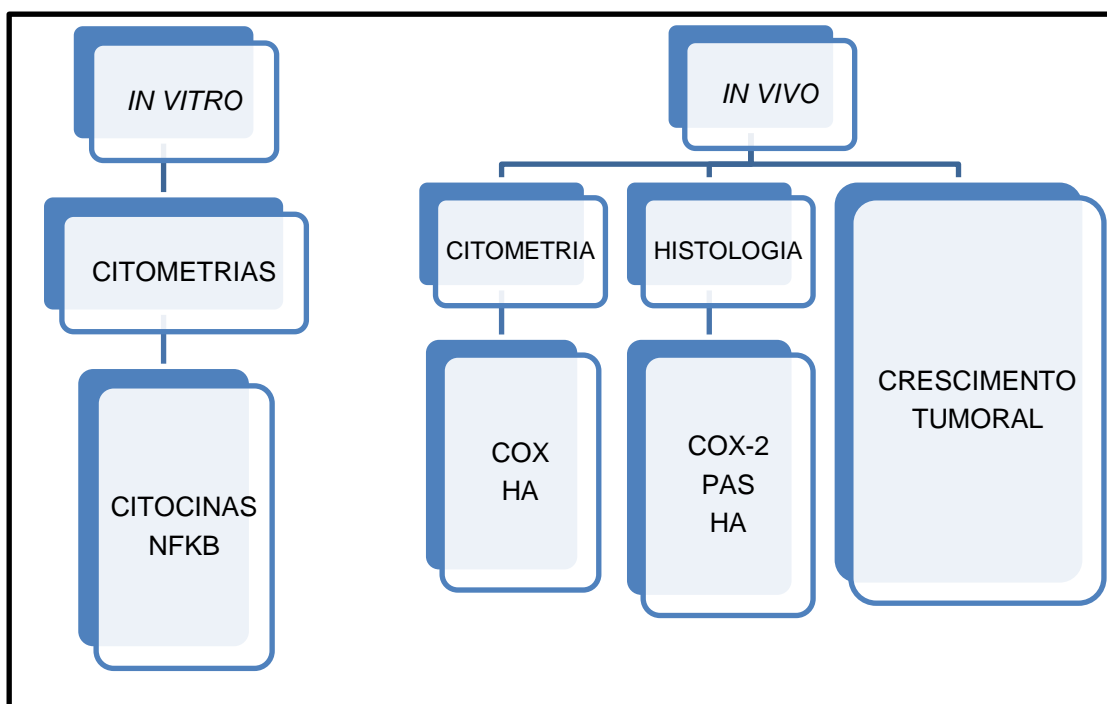 IN VITRO
CITOMETRIAS
CITOCINAS
NFKB
IN VIVO
CITOMETRIA
COX
HA
HISTOLOGIA
COX-2
PAS
HA
CRESCIMENTO
TUMORAL